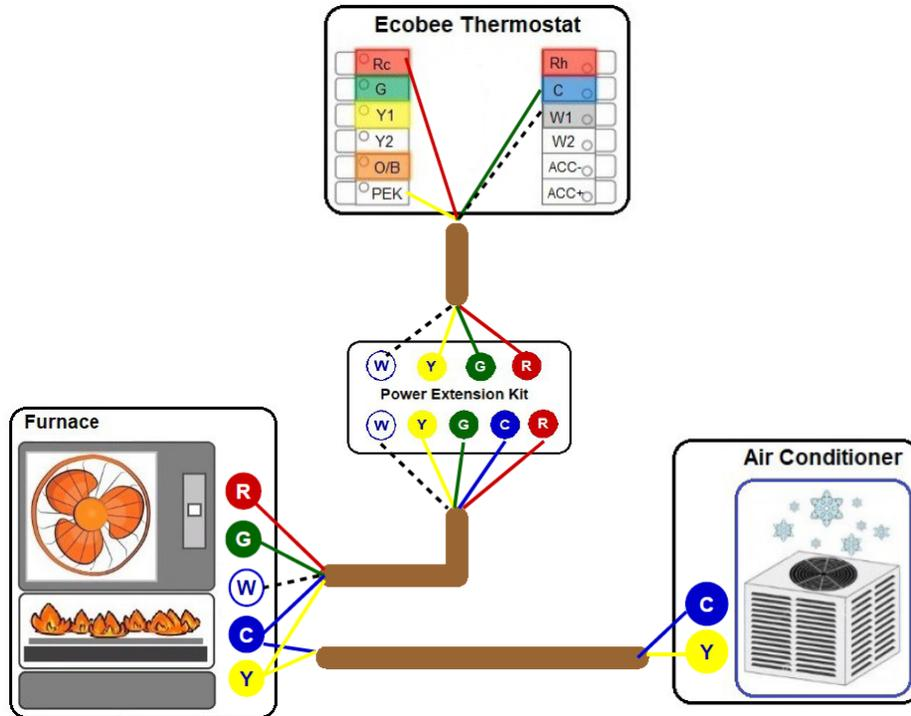 Ecobee Thermostat
Rc
G
Y1
Y2
O/B
PEK
Rh
C
W1
W2
ACC-
ACC+
W Y G R
Power Extension Kit
W Y G C R
Furnace
R
G
W
C
Y
Air Conditioner
C
Y